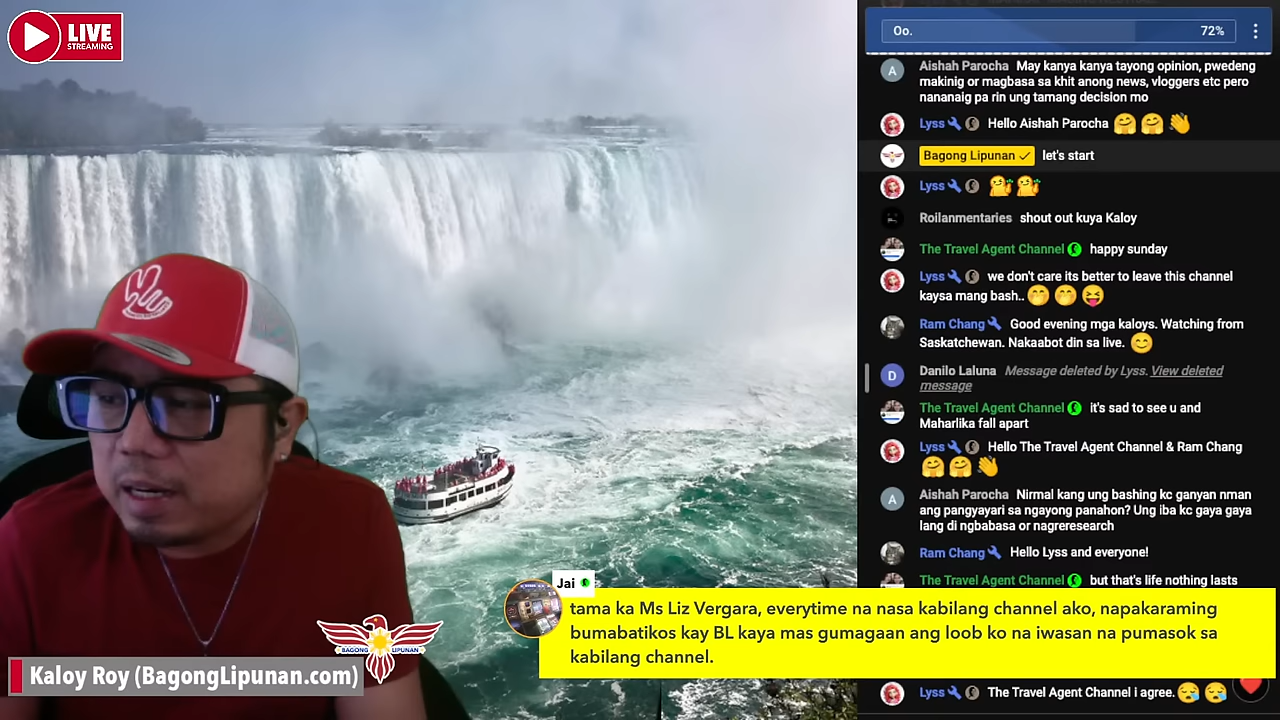 LIVE
STREAMING
Oo.
72%
Aishah Parocha May kanya kanya tayong opinion, pwedeng
makinig or magbasa sa khit anong news, vloggers etc pero
nananaig pa rin ung tamang decision mo
Lyss Hello Aishah Parocha 🤗 🤗 👋
Bagong Lipunan ✓ let's start
Lyss
Roilanmentaries shout out kuya Kaloy
The Travel Agent Channel happy sunday
Lyss we don't care its better to leave this channel
kaysa mang bash.. 🤭 🤭 😝
Ram Chang Good evening mga kaloys. Watching from
Saskatchewan. Nakaabot din sa live. 😊
Danilo Laluna Message deleted by Lyss. View deleted
message
The Travel Agent Channel it's sad to see u and
Maharlika fall apart
Lyss Hello The Travel Agent Channel & Ram Chang
🤗 🤗 👋
Aishah Parocha Nirmal kang ung bashing kc ganyan nman
ang pangyayari sa ngayong panahon? Ung iba kc gaya gaya
lang di ngbabasa or nagreresearch
Ram Chang Hello Lyss and everyone!
The Travel Agent Channel but that's life nothing lasts
Jai
tama ka Ms Liz Vergara, everytime na nasa kabilang channel ako, napakaraming
bumabatikos kay BL kaya mas gumagaan ang loob ko na iwasan na pumasok sa
kabilang channel.
Lyss The Travel Agent Channel i agree. 😪 😪
BAGONG LIPUNAN
Kaloy Roy (BagongLipunan.com)
A
A
D